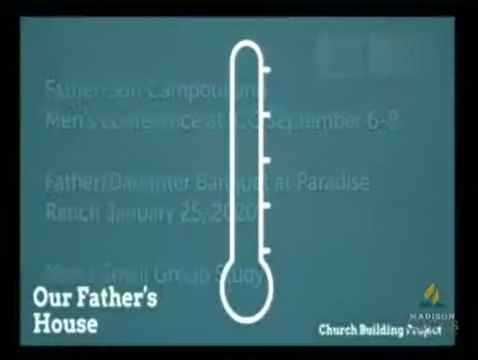 Father/Son Campout and
Men's Conference at September 6-8
Father/Daughter Banquet at Paradise
Ranch January 25, 2020
Men's Small Group Study
Our Father's
House
MADISON
Church Building Project